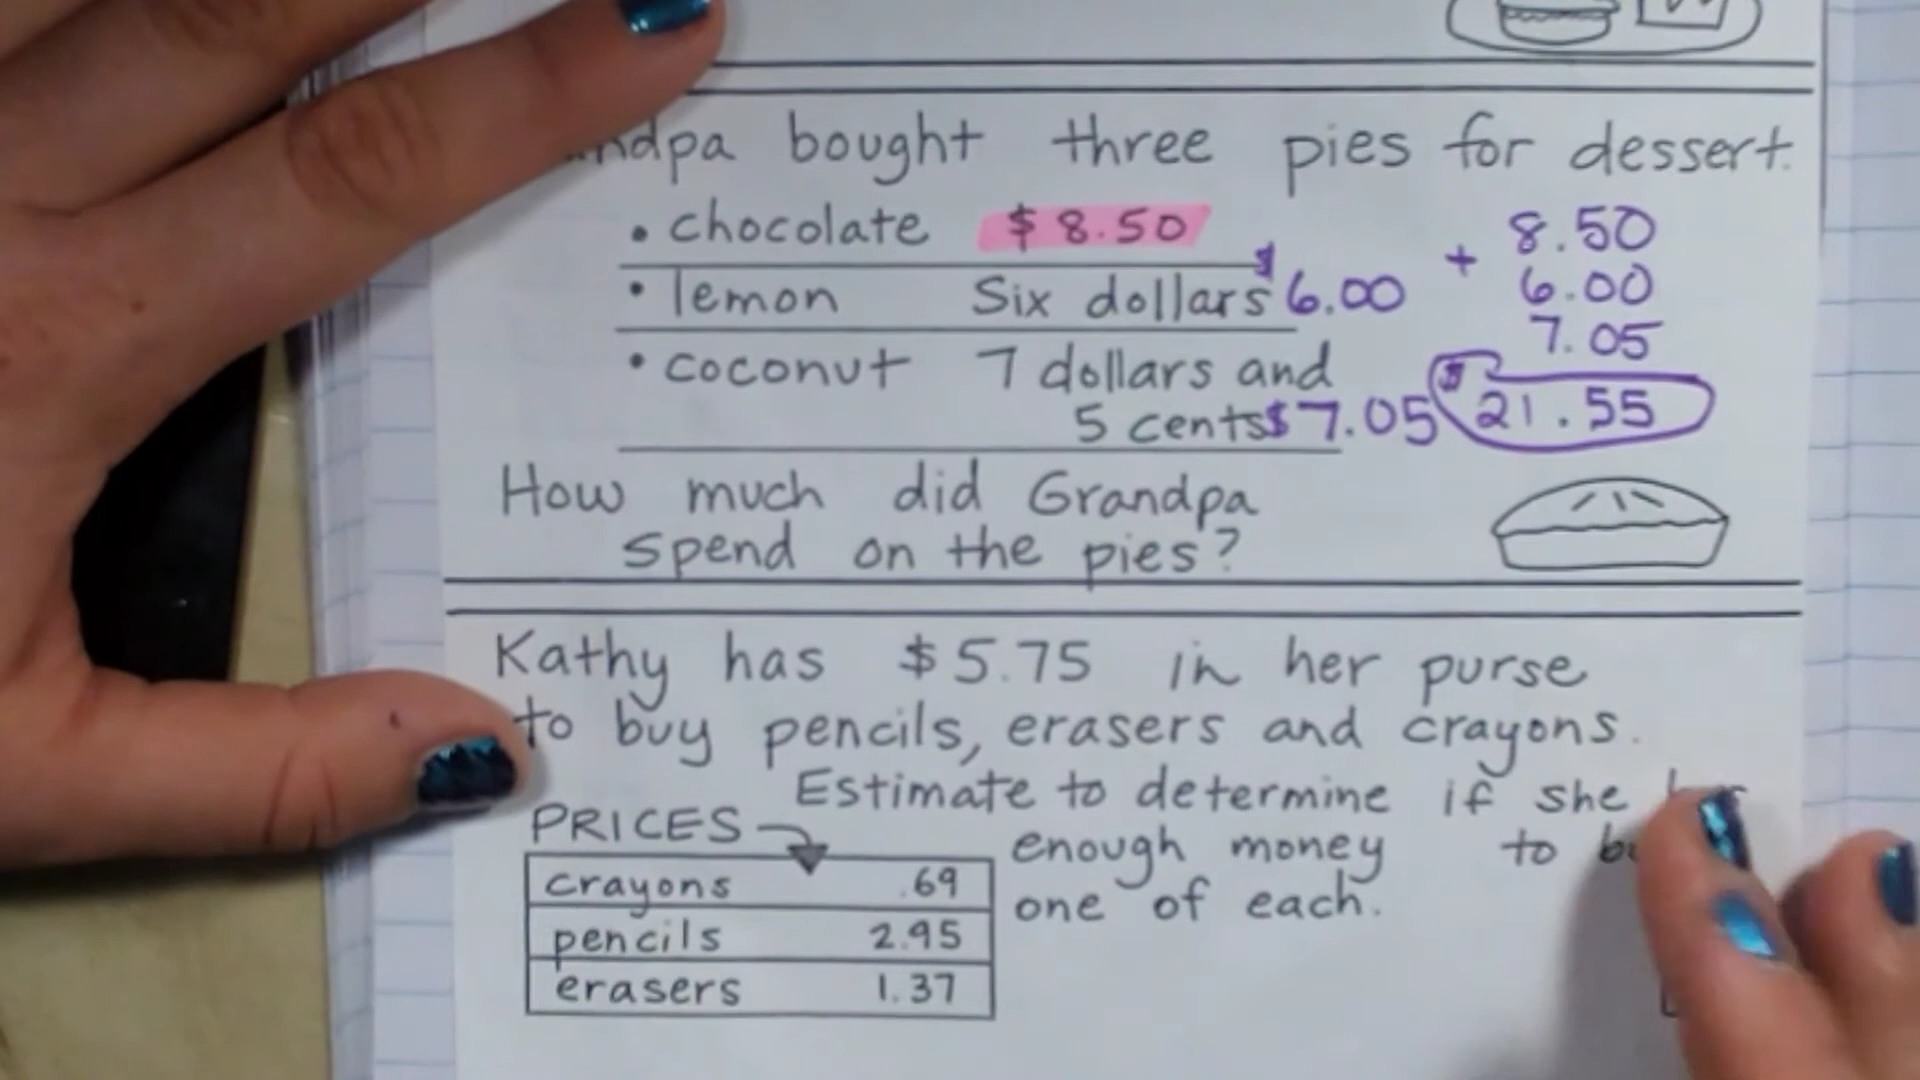 ndpa bought three pies for dessert.
• chocolate $8.50
• lemon Six dollars $6.00
• coconut 7 dollars and
5 cents $7.05
+ 8.50
6.00
7.05
$21.55
How much did Grandpa
spend on the pies?
Kathy has $5.75 in her purse
to buy pencils, erasers and crayons.
Estimate to determine if she
enough money to
one of each.
PRICES
crayons .69
pencils 2.95
erasers 1.37